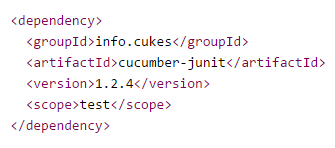 <dependency>
<groupId>info.cukes</groupId>
<artifactId>cucumber-junit</artifactId>
<version>1.2.4</version>
<scope>test</scope>
</dependency>